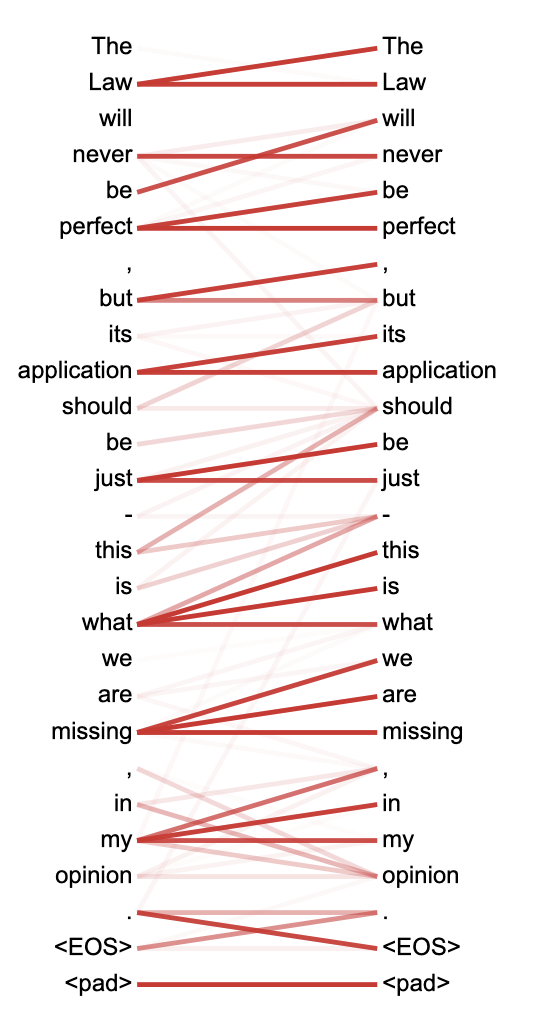 The The
Law Law
will will
never never
be be
perfect perfect
, ,
but but
its its
application application
should should
be be
just just
- -
this this
is is
what what
we we
are are
missing missing
, ,
in in
my my
opinion opinion
. .
<EOS> <EOS>
<pad> <pad>